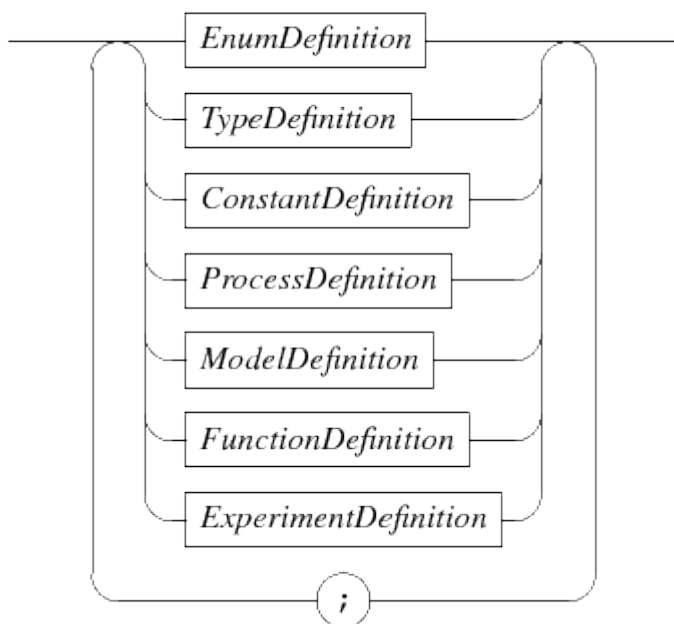 EnumDefinition
TypeDefinition
ConstantDefinition
ProcessDefinition
ModelDefinition
FunctionDefinition
ExperimentDefinition
;